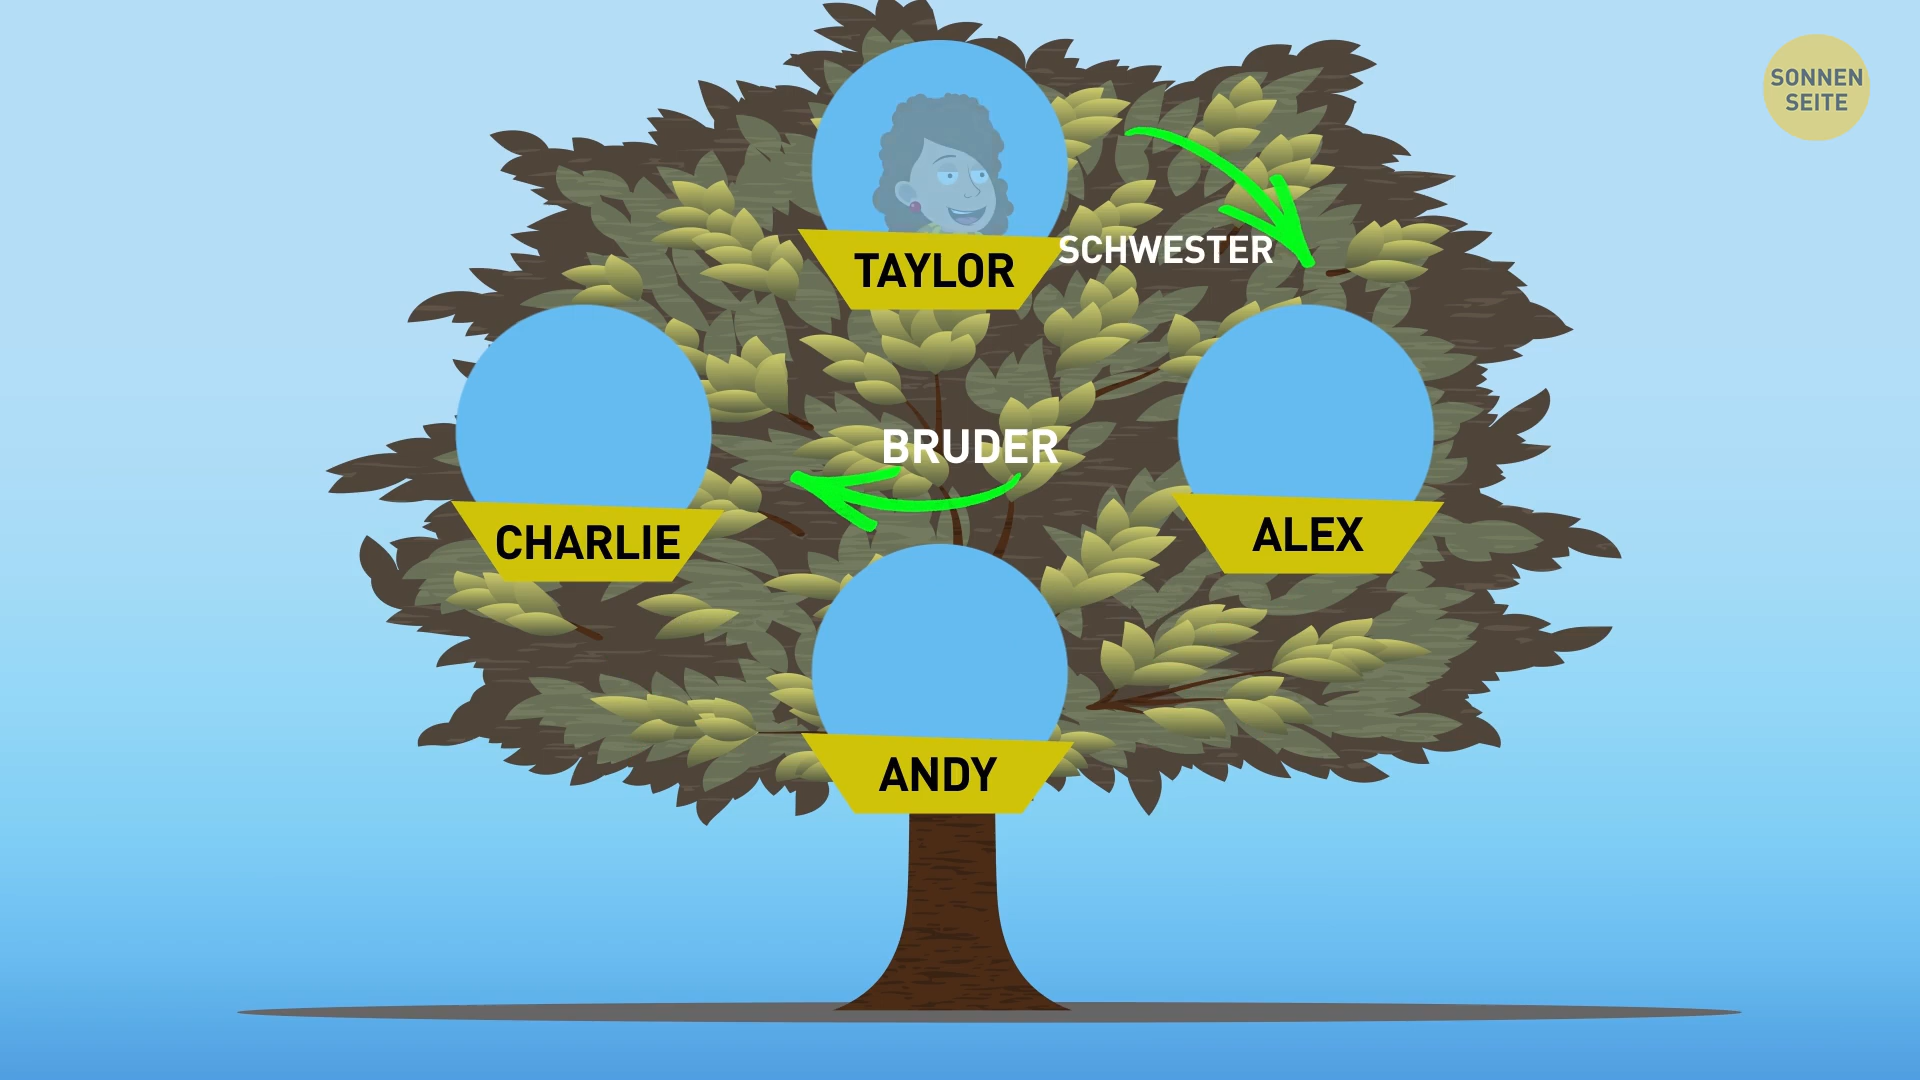 SONNEN
SEITE
TAYLOR
SCHWESTER
BRUDER
CHARLIE
ALEX
ANDY